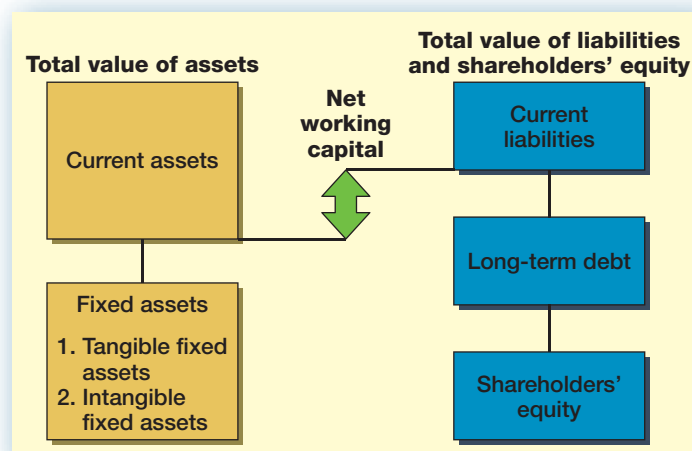 Total value of assets
Current assets
Fixed assets
1. Tangible fixed
assets
2. Intangible
fixed assets
Net
working
capital
Total value of liabilities
and shareholders’ equity
Current
liabilities
Long-term debt
Shareholders’
equity